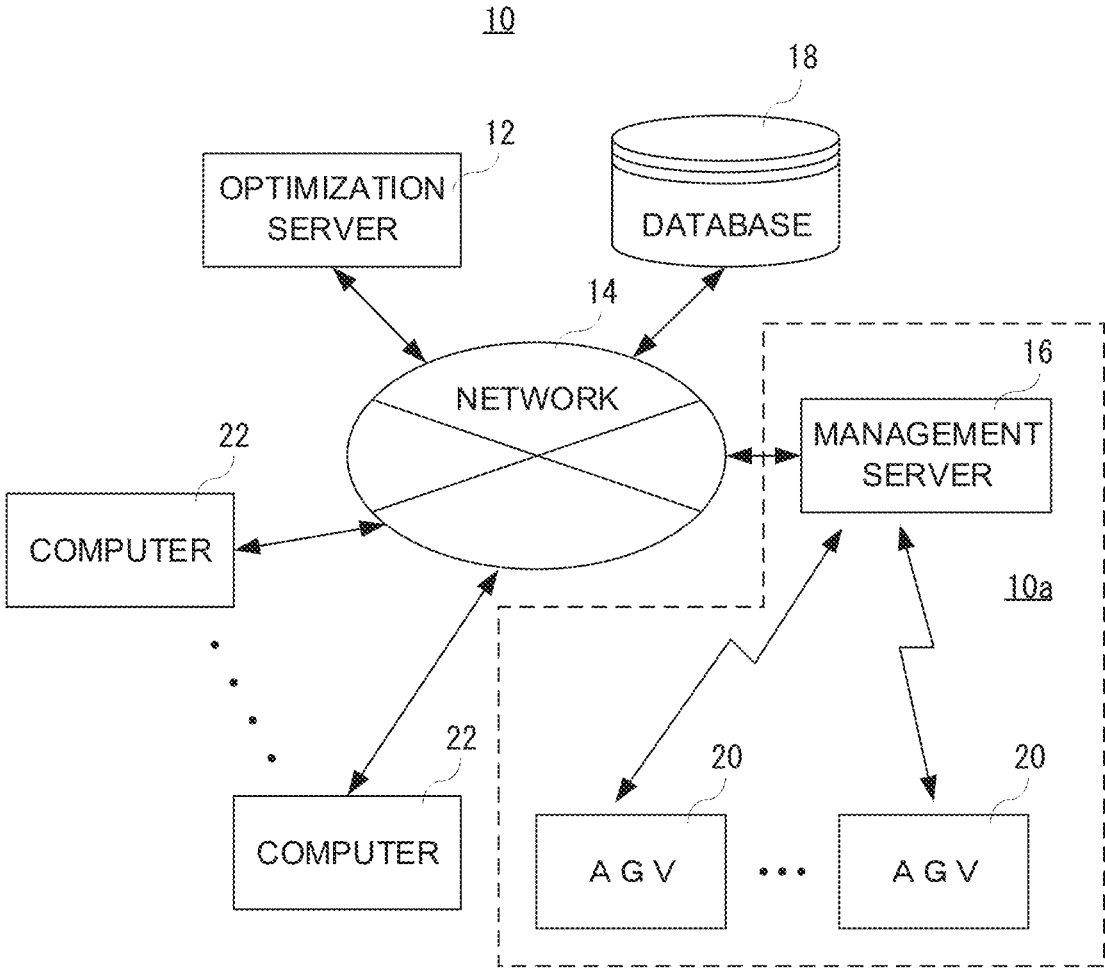 10
18
12
OPTIMIZATION
SERVER
DATABASE
14
16
NETWORK
MANAGEMENT
SERVER
22
COMPUTER
10a
22
20
20
COMPUTER
A G V
A G V